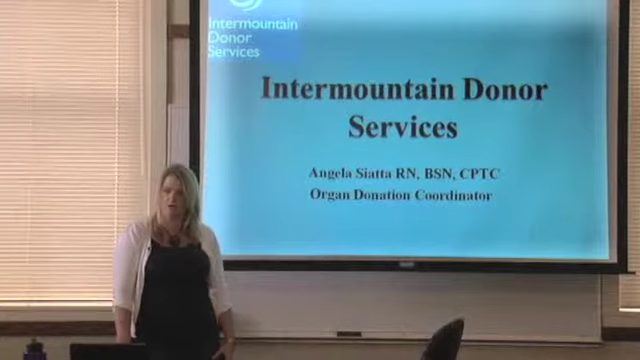 Intermountain
Donor
Services
Intermountain Donor
Services
Angela Siatta RN, BSN, CPTC
Organ Donation Coordinator